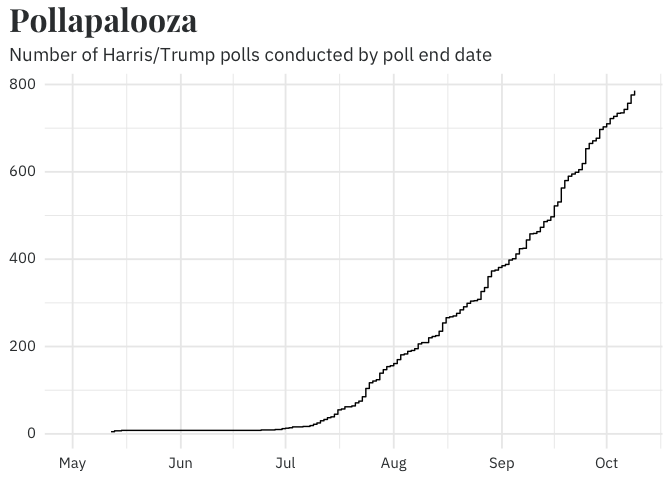 Pollapalooza
Number of Harris/Trump polls conducted by poll end date
800
600
400
200
0
May Jun Jul Aug Sep Oct